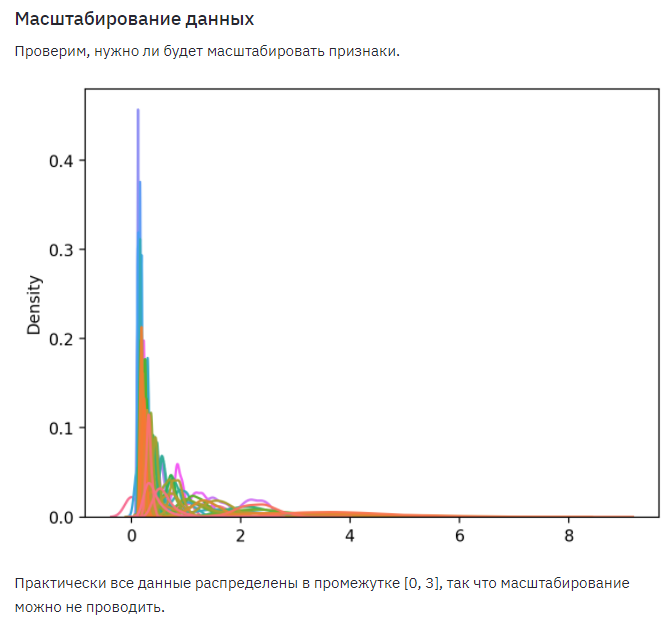 Масштабирование данных
Проверим, нужно ли будет масштабировать признаки.
0.4
0.3
0.2
0.1
0.0
Density
0 2 4 6 8
Практически все данные распределены в промежутке [0, 3], так что масштабирование
можно не проводить.